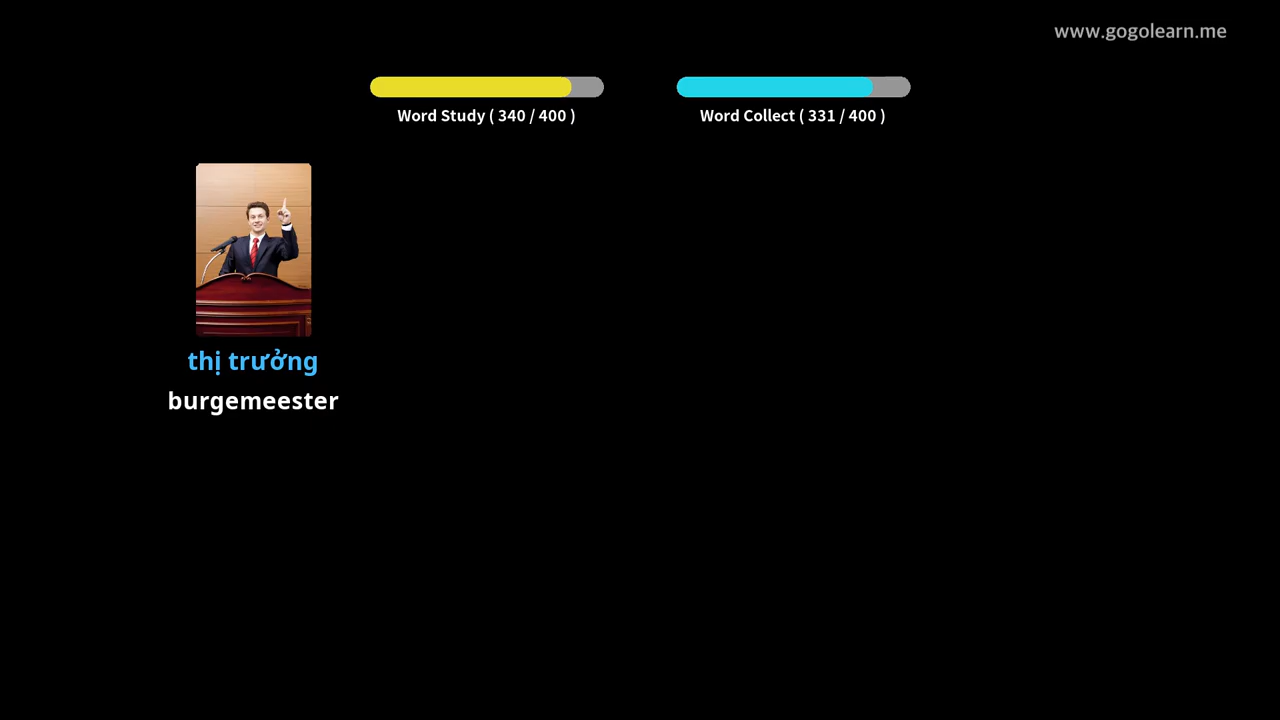 www.gogolearn.me
Word Study ( 340 / 400 )
Word Collect ( 331 / 400 )
thị trưởng
burgemeester